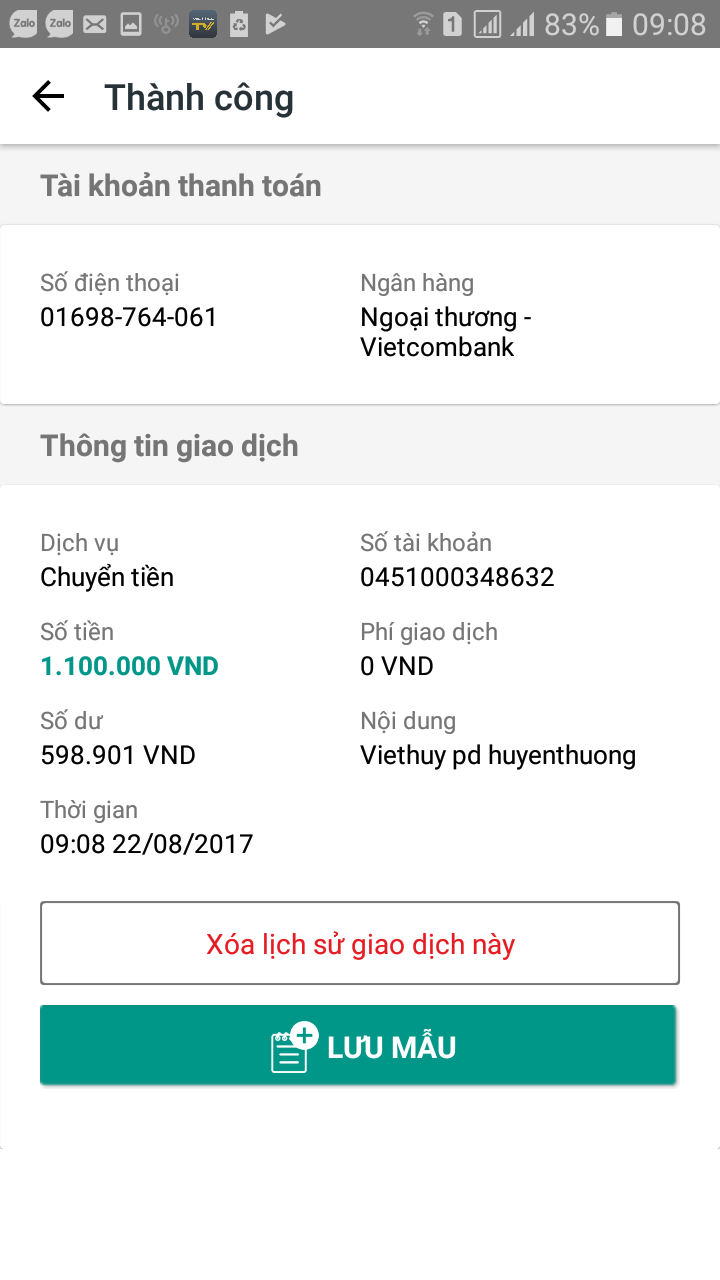 Zalo Zalo 1 83% 09:08
Thành công
Tài khoản thanh toán
Số điện thoại
01698-764-061
Ngân hàng
Ngoại thương -
Vietcombank
Thông tin giao dịch
Dịch vụ
Chuyển tiền
Số tài khoản
0451000348632
Số tiền
1.100.000 VND
Phí giao dịch
0 VND
Số dư
598.901 VND
Nội dung
Viethuy pd huyenthuong
Thời gian
09:08 22/08/2017
Xóa lịch sử giao dịch này
LƯU MẪU